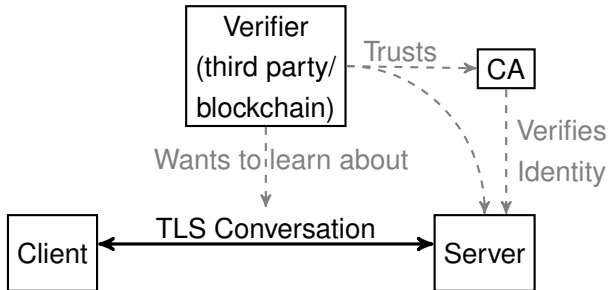 Verifier
(third party/
blockchain)
Trusts
CA
Verifies
Identity
Wants to learn about
TLS Conversation
Client
Server